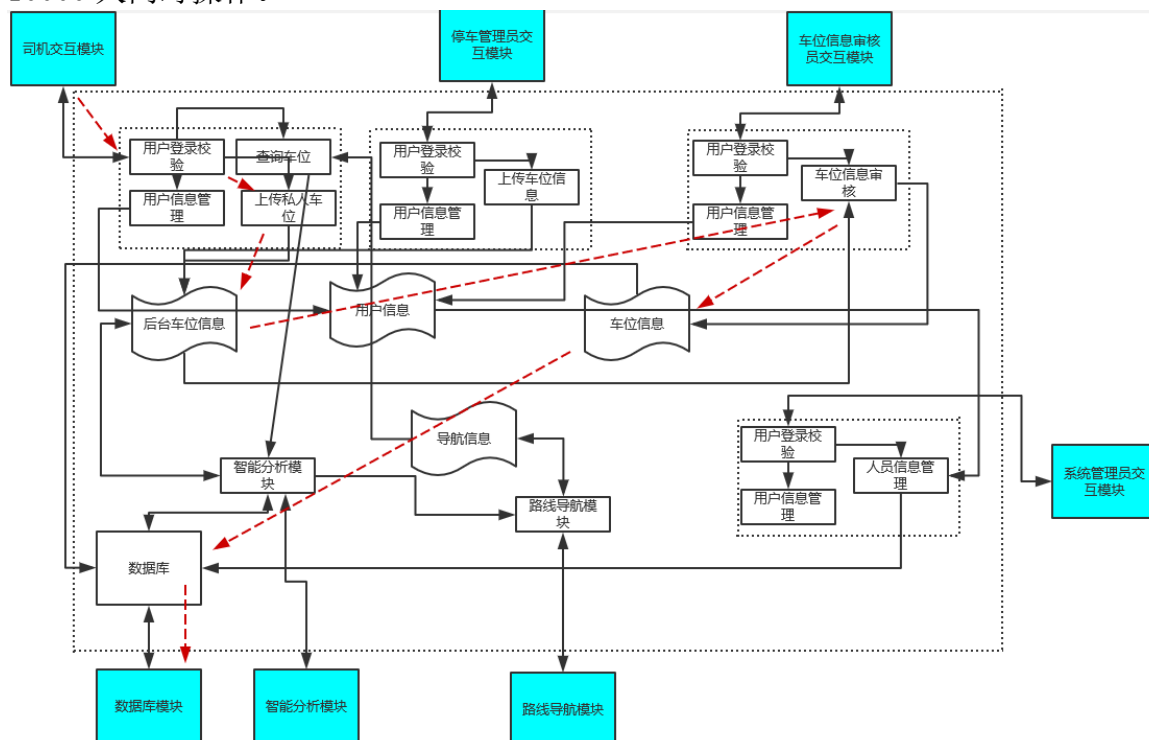 司机交互模块
停车管理员交
互模块
车位信息审核
员交互模块
用户登录校
验
查询车位
用户信息管
理
上传私人车
位
用户登录校
验
上传车位信
息
用户信息管
理
用户登录校
验
车位信息审
核
用户信息管
理
后台车位信息
用户信息
车位信息
导航信息
智能分析模
块
路线导航模
块
数据库
用户登录校
验
人员信息管
理
用户信息管
理
系统管理员交
互模块
数据库模块
智能分析模块
路线导航模块